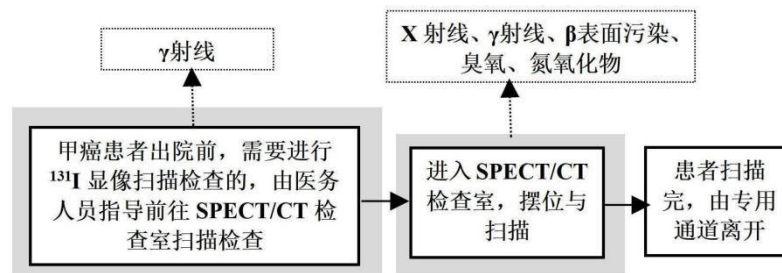 γ射线
X 射线、γ射线、β表面污染、
臭氧、氮氧化物
甲癌患者出院前，需要进行
¹³¹I 显像扫描检查的，由医务
人员指导前往 SPECT/CT 检
查室扫描检查
进入 SPECT/CT
检查室，摆位与
扫描
患者扫描
完，由专用
通道离开